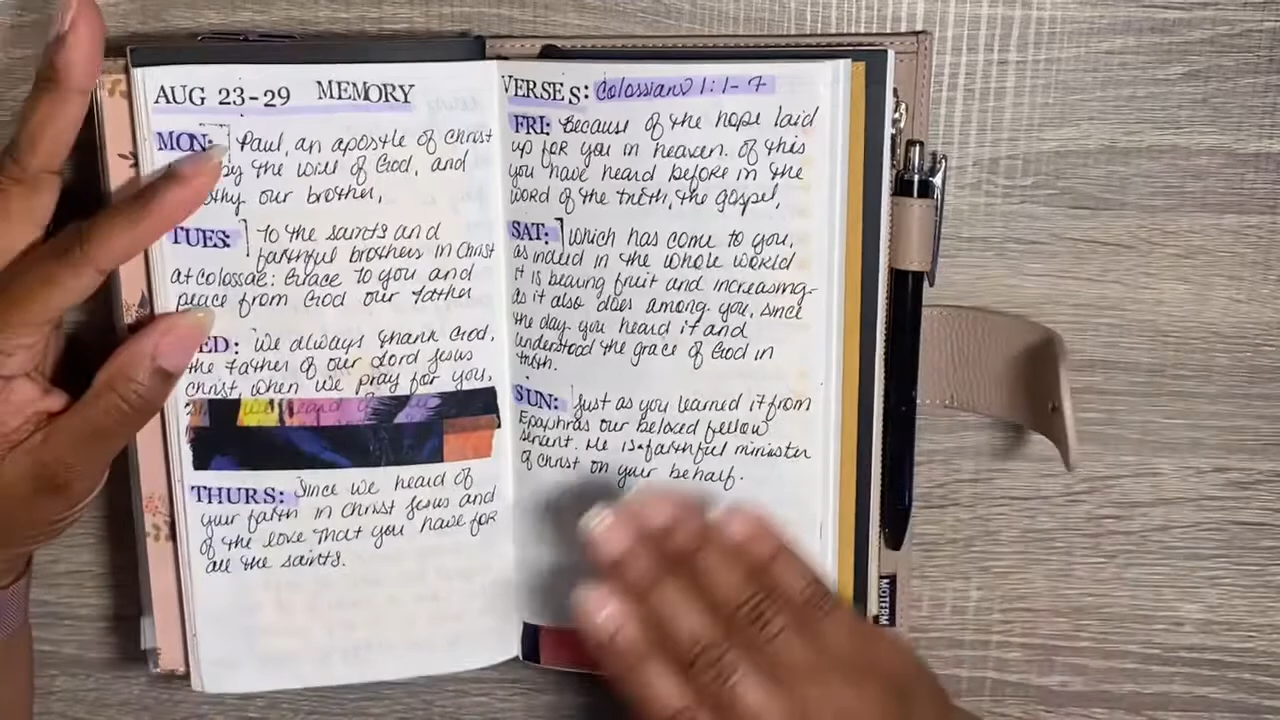 AUG 23-29 MEMORY
MON: Paul, an apostle of Christ
by the will of God, and
othy our brother,
TUES: To the saints and
faithful brothers in Christ
at Colossae: Grace to you and
peace from God our Father
ED: We always thank God,
the Father of our Lord Jesus
Christ, when we pray for you,
we heard of
THURS: Since we heard of
your faith in Christ Jesus and
of the love that you have for
all the saints.
VERSES: Colossians 1:1-7
FRI: Because of the hope laid
up for you in heaven. Of this
you have heard before in the
word of the truth, the gospel,
SAT: Which has come to you,
as indeed in the whole world
it is bearing fruit and increasing-
as it also does among you, since
the day you heard it and
understood the grace of God in
truth.
SUN: Just as you learned it from
Epaphras our beloved fellow
servant. He is a faithful minister
of Christ on your behalf.
MOTERM